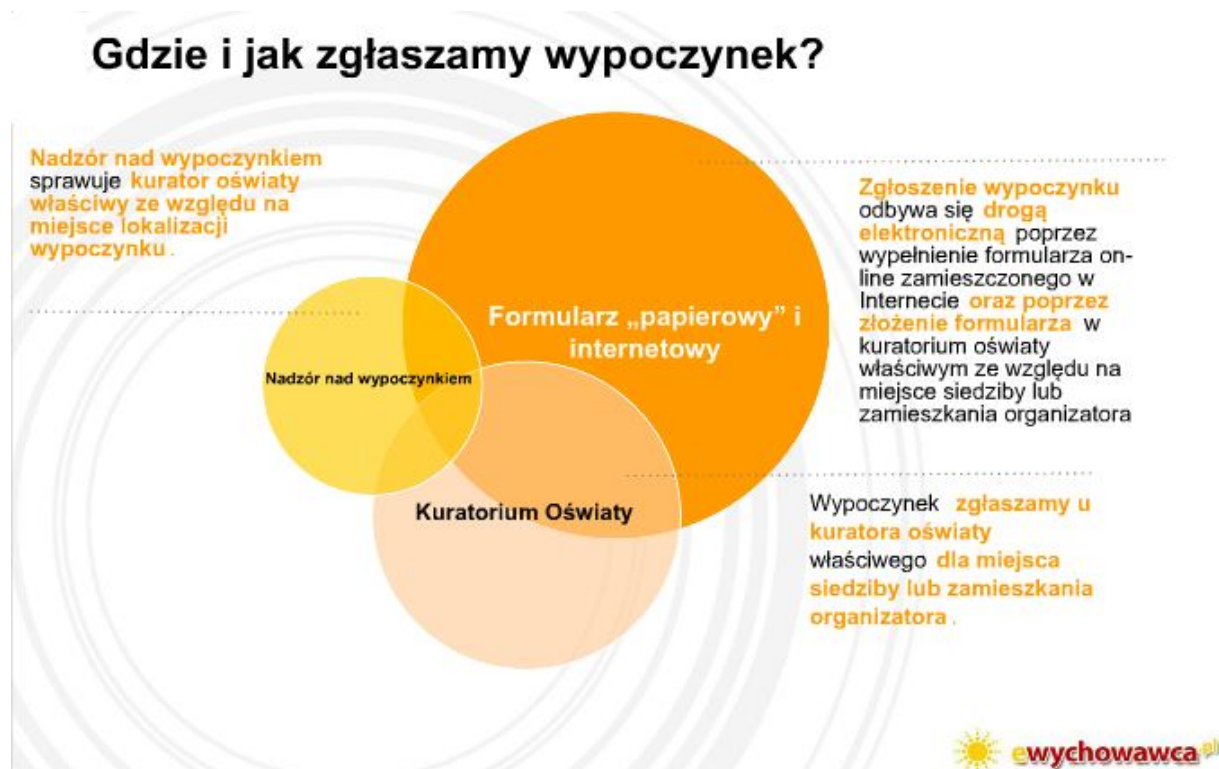 Gdzie i jak zgłaszamy wypoczynek?
Nadzór nad wypoczynkiem
sprawuje kurator oświaty
właściwy ze względu na
miejsce lokalizacji
wypoczynku .
Formularz „papierowy” i
internetowy
Nadzór nad wypoczynkiem
Kuratorium Oświaty
Zgłoszenie wypoczynku
odbywa się drogą
elektroniczną poprzez
wypełnienie formularza on-
line zamieszczonego w
Internecie oraz poprzez
złożenie formularza w
kuratorium oświaty
właściwym ze względu na
miejsce siedziby lub
zamieszkania organizatora
Wypoczynek zgłaszamy u
kuratora oświaty
właściwego dla miejsca
siedziby lub zamieszkania
organizatora .
ewychowawca.pl